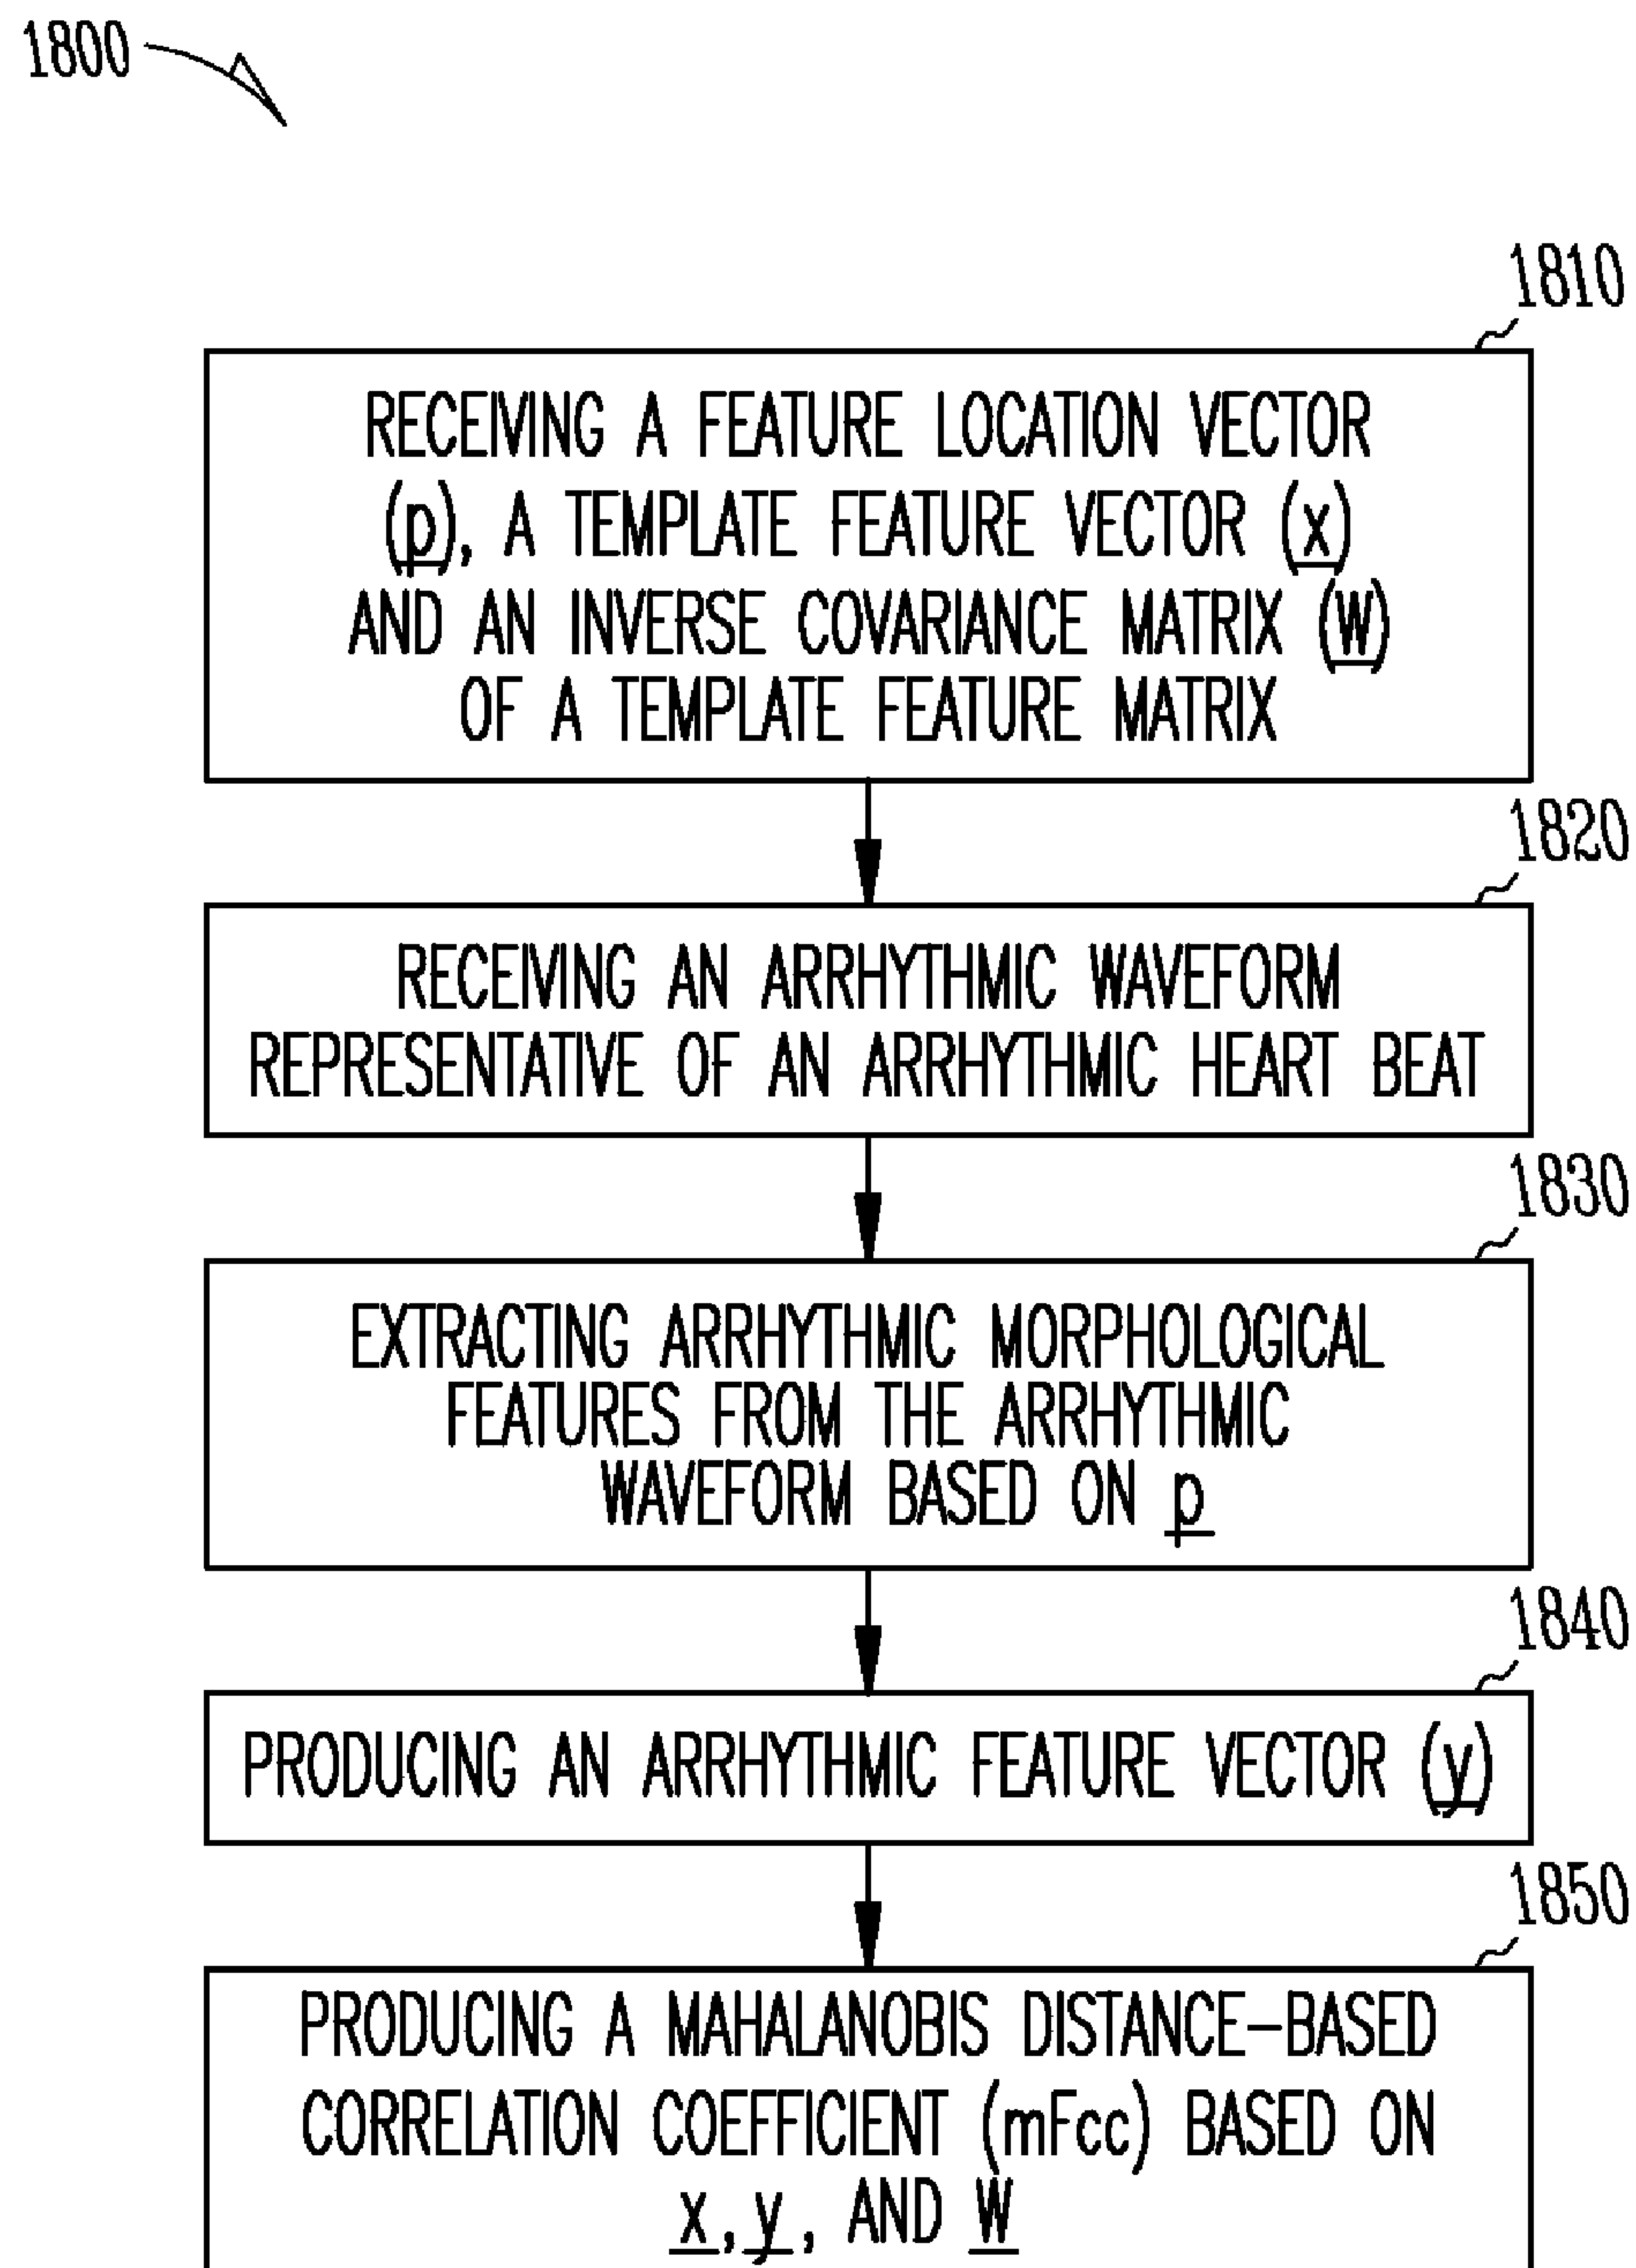 1800
1810
RECEIVING A FEATURE LOCATION VECTOR
(p), A TEMPLATE FEATURE VECTOR (x)
AND AN INVERSE COVARIANCE MATRIX (W)
OF A TEMPLATE FEATURE MATRIX
1820
RECEIVING AN ARRHYTHMIC WAVEFORM
REPRESENTATIVE OF AN ARRHYTHMIC HEART BEAT
1830
EXTRACTING ARRHYTHMIC MORPHOLOGICAL
FEATURES FROM THE ARRHYTHMIC
WAVEFORM BASED ON p
1840
PRODUCING AN ARRHYTHMIC FEATURE VECTOR (y)
1850
PRODUCING A MAHALANOBIS DISTANCE-BASED
CORRELATION COEFFICIENT (mFcc) BASED ON
x, y, AND W